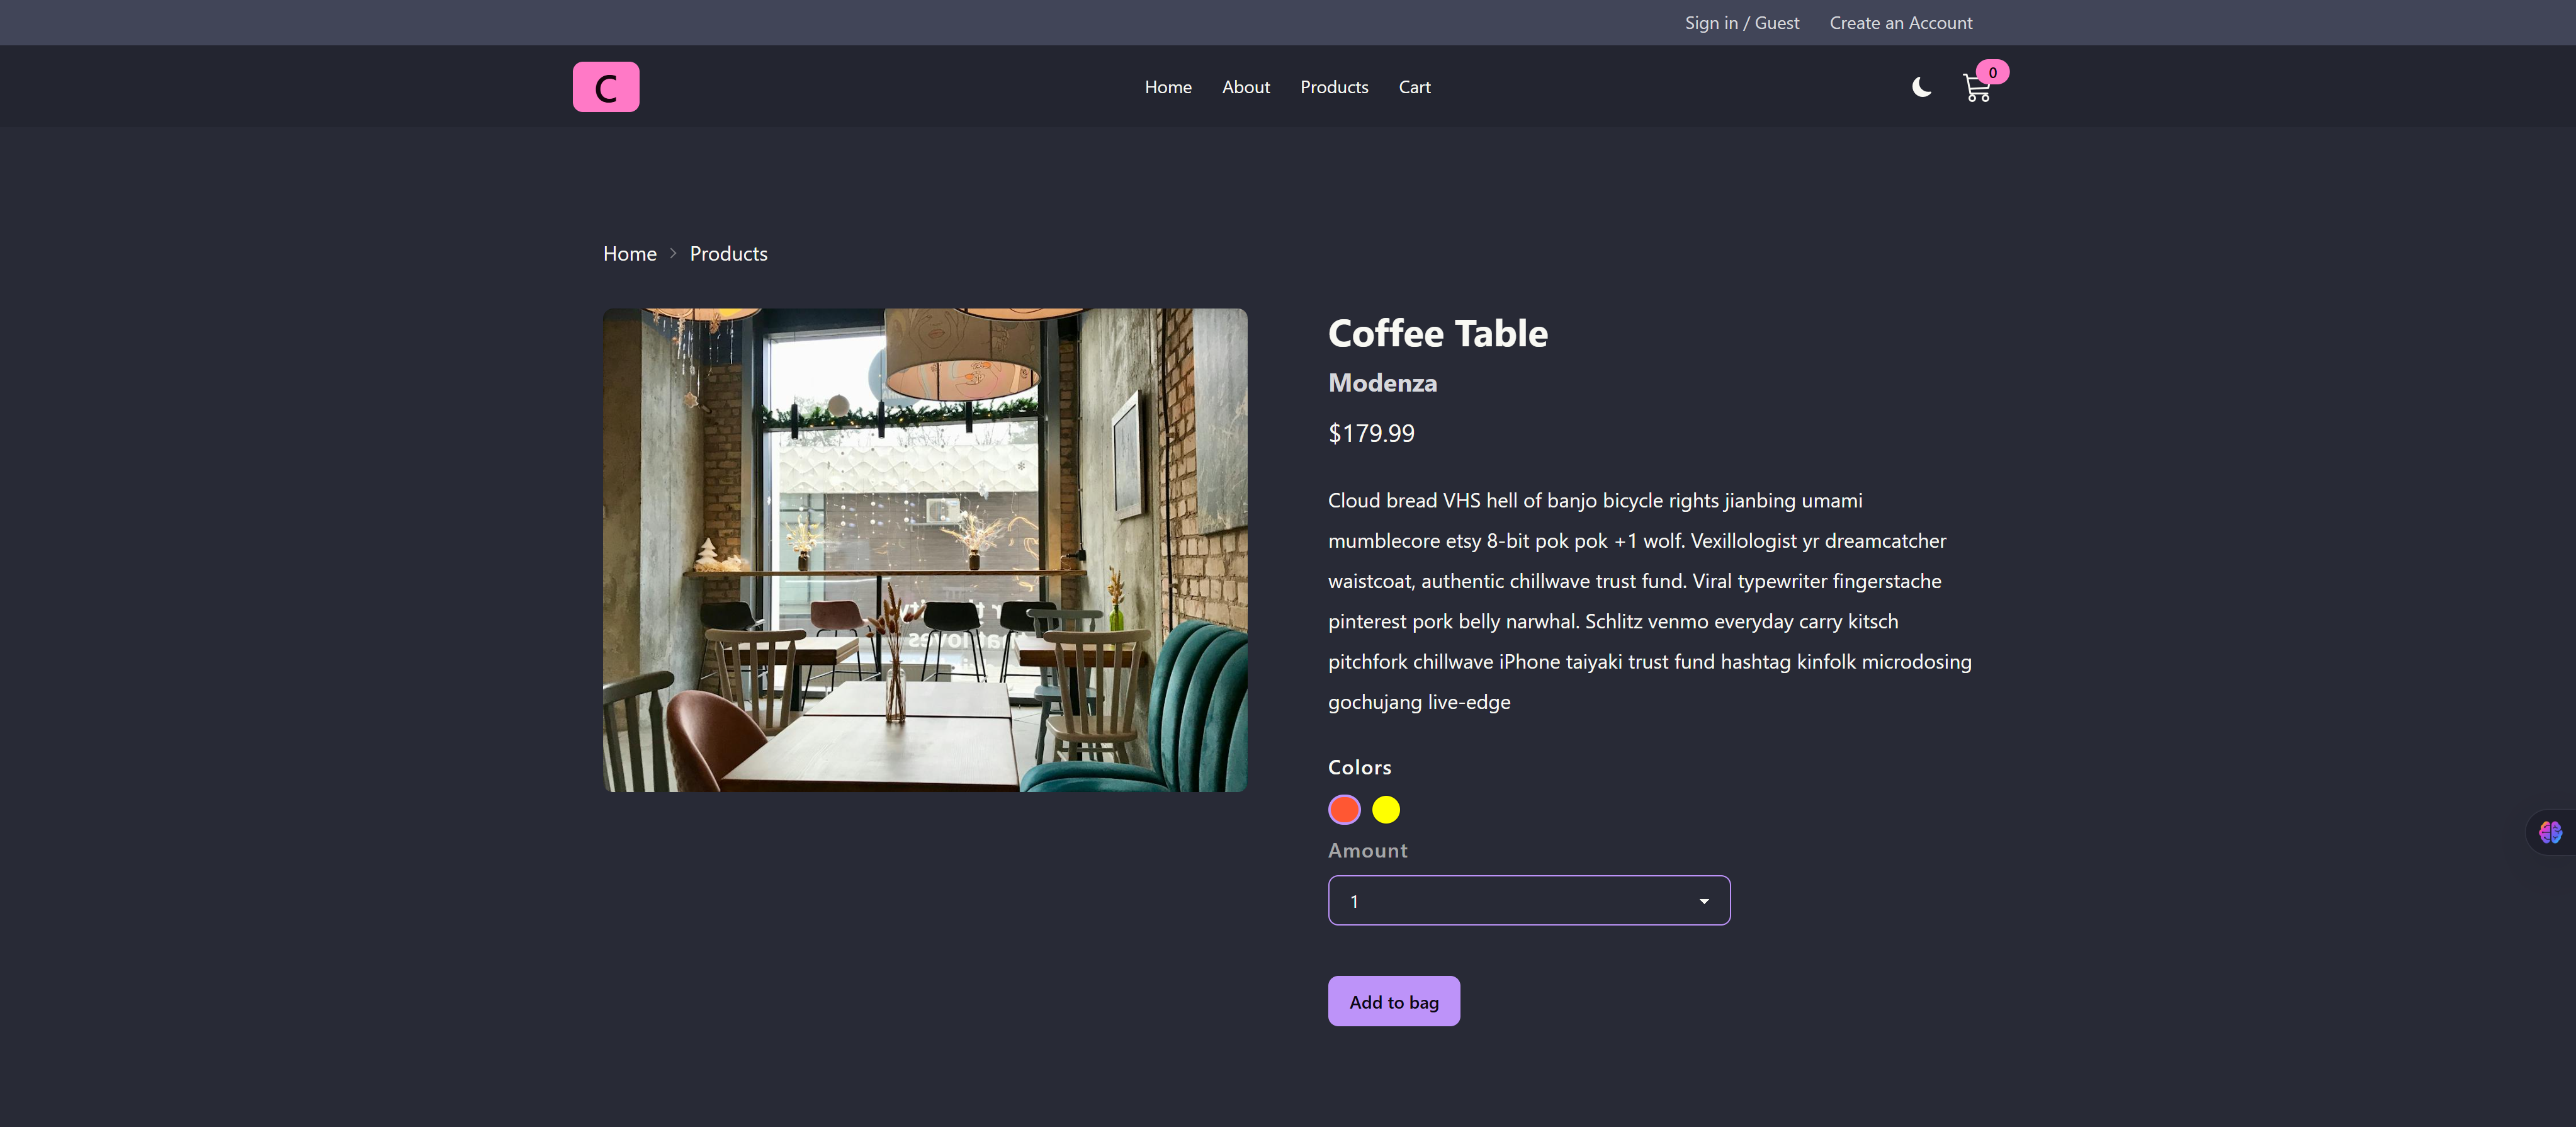 Sign in / Guest Create an Account
C
Home About Products Cart
0
Home > Products
Coffee Table
Modenza
$179.99
Cloud bread VHS hell of banjo bicycle rights jianbing umami
mumblecore etsy 8-bit pok pok +1 wolf. Vexillologist yr dreamcatcher
waistcoat, authentic chillwave trust fund. Viral typewriter fingerstache
pinterest pork belly narwhal. Schlitz venmo everyday carry kitsch
pitchfork chillwave iPhone taiyaki trust fund hashtag kinfolk microdosing
gochujang live-edge
Colors
Amount
1
Add to bag